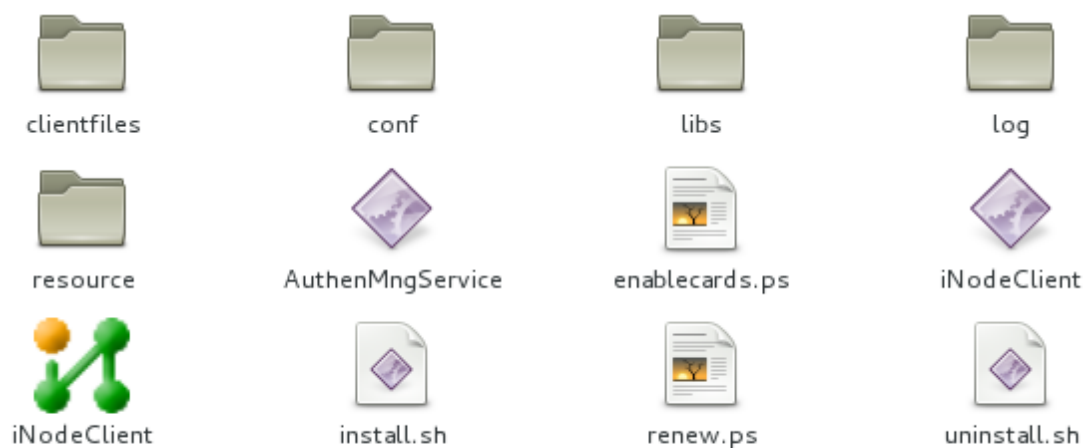 clientfiles
conf
libs
log
resource
AuthenMngService
enablecards.ps
iNodeClient
iNodeClient
install.sh
renew.ps
uninstall.sh